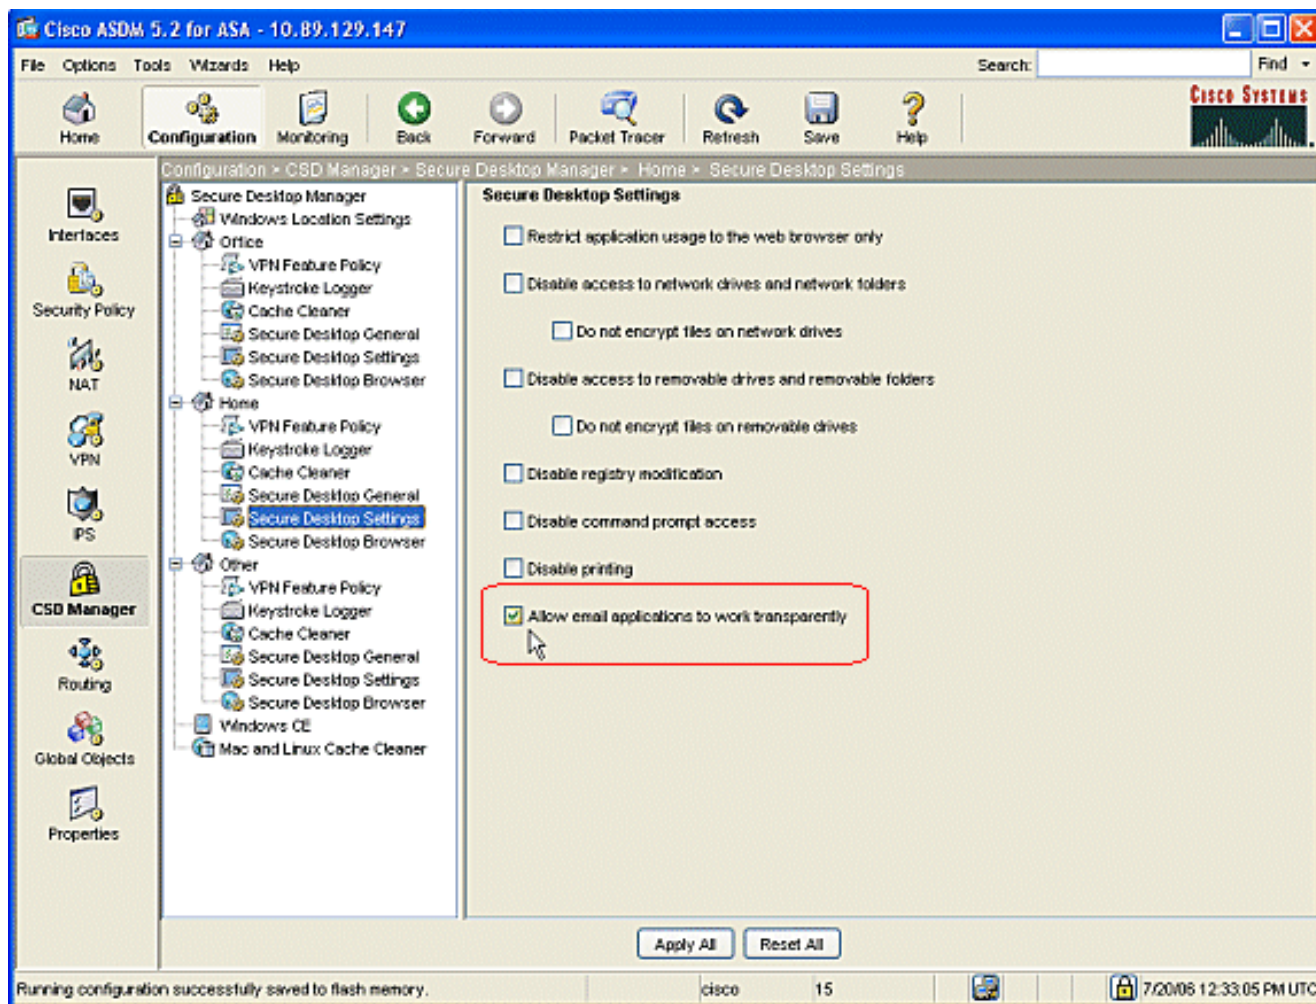 Cisco ASDM 5.2 for ASA - 10.89.129.147
File Options Tools Wizards Help Search: Find
Home Configuration Monitoring Back Forward Packet Tracer Refresh Save Help
CISCO SYSTEMS
Configuration > CSD Manager > Secure Desktop Manager > Home > Secure Desktop Settings
Interfaces
Security Policy
NAT
VPN
IPS
CSD Manager
Routing
Global Objects
Properties
Secure Desktop Manager
Windows Location Settings
Office
VPN Feature Policy
Keystroke Logger
Cache Cleaner
Secure Desktop General
Secure Desktop Settings
Secure Desktop Browser
Home
VPN Feature Policy
Keystroke Logger
Cache Cleaner
Secure Desktop General
Secure Desktop Settings
Secure Desktop Browser
Other
VPN Feature Policy
Keystroke Logger
Cache Cleaner
Secure Desktop General
Secure Desktop Settings
Secure Desktop Browser
Windows CE
Mac and Linux Cache Cleaner
Secure Desktop Settings
Restrict application usage to the web browser only
Disable access to network drives and network folders
Do not encrypt files on network drives
Disable access to removable drives and removable folders
Do not encrypt files on removable drives
Disable registry modification
Disable command prompt access
Disable printing
Allow email applications to work transparently
Apply All Reset All
Running configuration successfully saved to flash memory. cisco 15 7/20/06 12:33:05 PM UTC